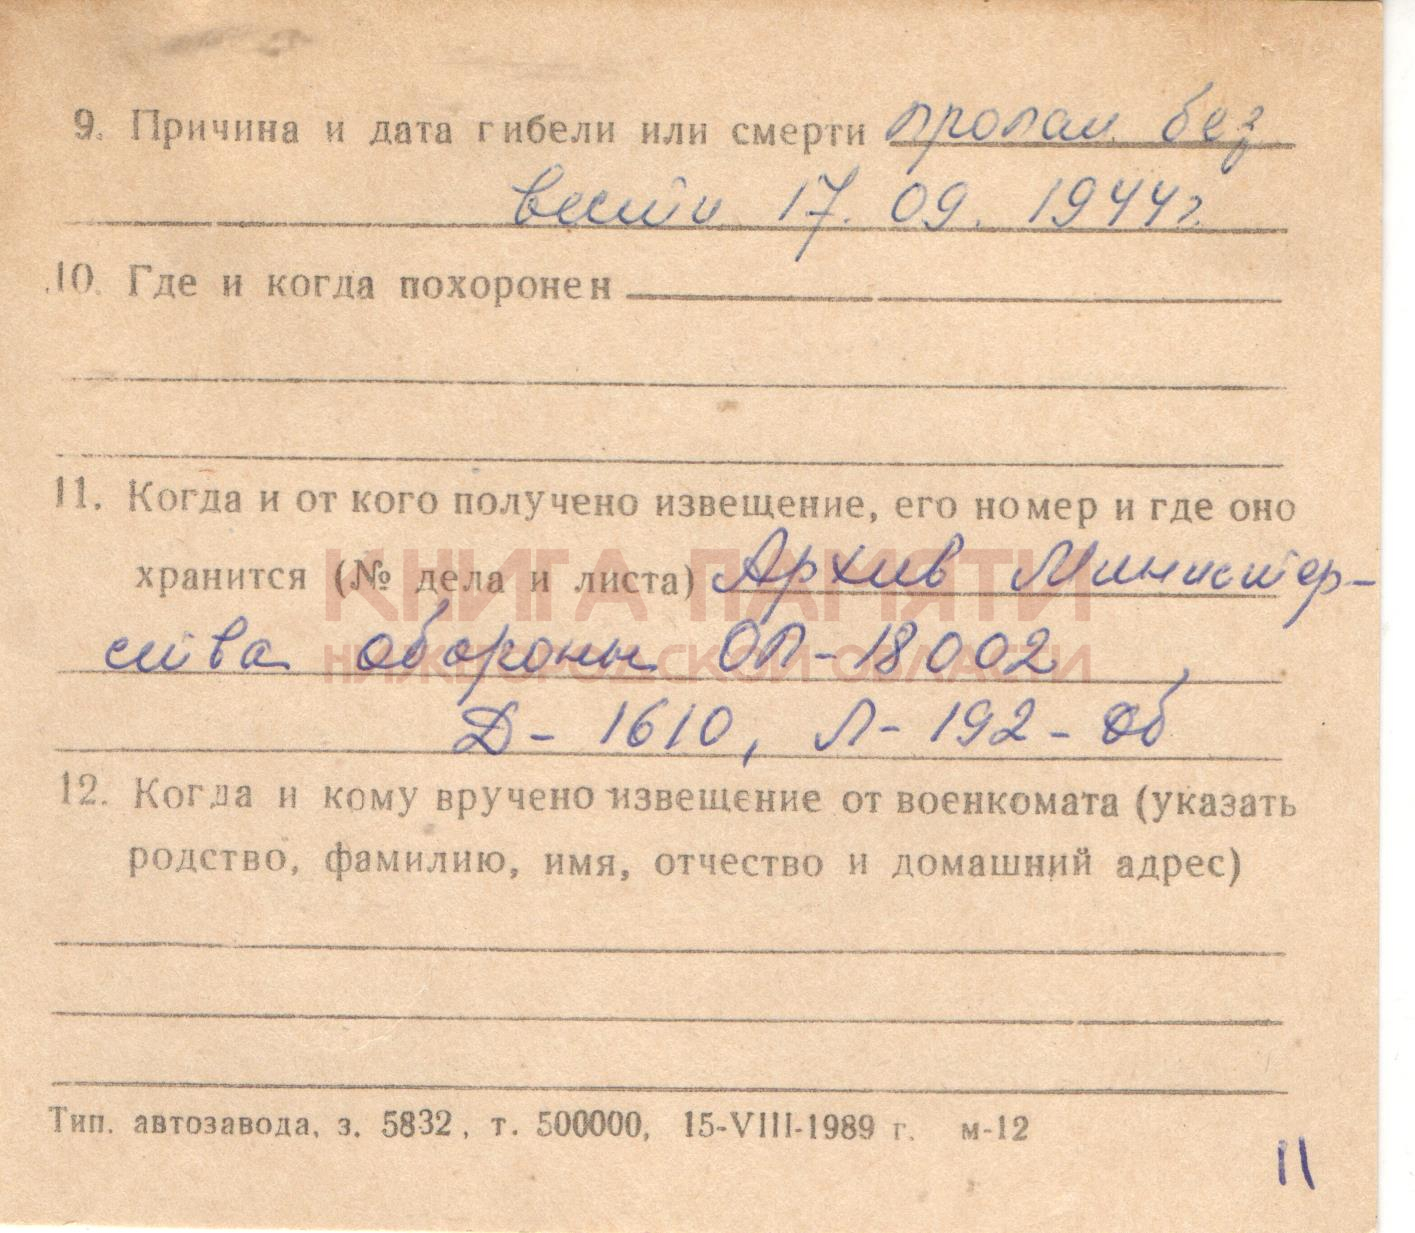 9. Причина и дата гибели или смерти пропал без
вести 17.09.1944г.
10. Где и когда похоронен
11. Когда и от кого получено извещение, его номер и где оно
хранится (№ дела и листа) Архив Министер-
ства обороны ОП-18002,
Д-1610, Л-192-об
КНИГА ПАМЯТИ
НИЖЕГОРОДСКОЙ ОБЛАСТИ
12. Когда и кому вручено извещение от военкомата (указать
родство, фамилию, имя, отчество и домашний адрес)
Тип. автозавода, з. 5832, т. 500000, 15-VIII-1989 г. м-12
11